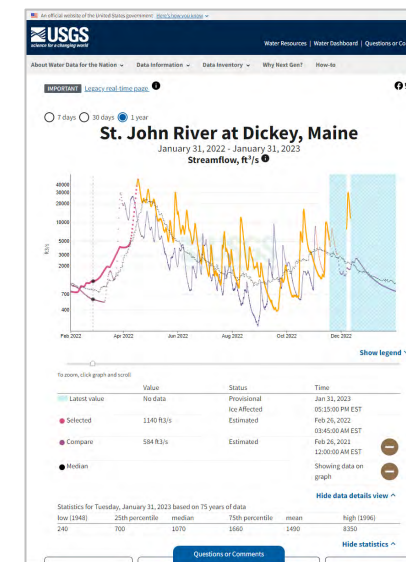 An official website of the United States government Here's how you know
USGS
science for a changing world
Water Resources | Water Dashboard | Questions or Co
About Water Data for the Nation Data Information Data Inventory Why Next Gen? How-to
IMPORTANT Legacy real-time page
7 days 30 days 1 year
St. John River at Dickey, Maine
January 31, 2022 - January 31, 2023
Streamflow, ft³/s
40000
30000
20000
10000
5000
3000
2000
700
400
ft3/s
USGS
Feb 2022 Apr 2022 Jun 2022 Aug 2022 Oct 2022 Dec 2022
Show legend
To zoom, click graph and scroll
Value Status Time
Latest value No data Provisional Jan 31, 2023
Ice Affected 05:15:00 PM EST
Selected 1140 ft3/s Estimated Feb 26, 2022
03:45:00 AM EST
Compare 584 ft3/s Estimated Feb 26, 2021
12:00:00 AM EST
Median Showing data on
graph
Hide data details view
Statistics for Tuesday, January 31, 2023 based on 75 years of data
low (1948) 25th percentile median 75th percentile mean high (1996)
240 700 1070 1660 1490 8350
Hide statistics
Questions or Comments